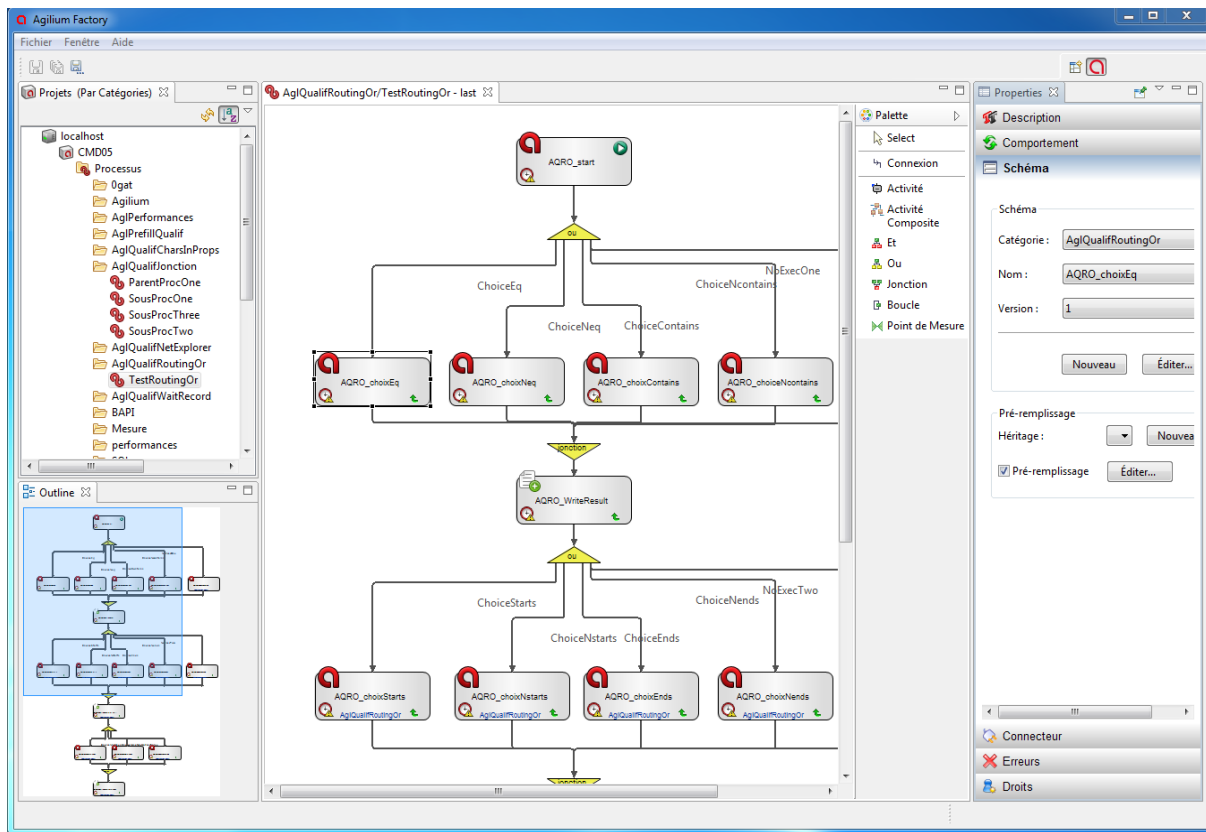 Agilium Factory
Fichier Fenêtre Aide
Projets (Par Catégories)
localhost
CMD05
Processus
0gat
Agilium
AglPerformances
AglPrefillQualif
AglQualifCharsInProps
AglQualifJonction
ParentProcOne
SousProcOne
SousProcThree
SousProcTwo
AglQualifNetExplorer
AglQualifRoutingOr
TestRoutingOr
AglQualifWaitRecord
BAPI
Mesure
performances
Outline
AglQualifRoutingOr/TestRoutingOr - last
AQRO_start
ou
NoExecOne
ChoiceEq
ChoiceNcontains
ChoiceNeq
ChoiceContains
AQRO_choixEq
AQRO_choixNeq
AQRO_choixContains
AQRO_choiceNcontains
jonction
AQRO_WriteResult
ou
NoExecTwo
ChoiceStarts
ChoiceNends
ChoiceNstarts
ChoiceEnds
AQRO_choixStarts
AglQualifRoutingOr
AQRO_choixNstarts
AglQualifRoutingOr
AQRO_choixEnds
AglQualifRoutingOr
AQRO_choixNends
AglQualifRoutingOr
jonction
Palette
Select
Connexion
Activité
Activité
Composite
Et
Ou
Jonction
Boucle
Point de Mesure
Properties
Description
Comportement
Schéma
Schéma
Catégorie : AglQualifRoutingOr
Nom : AQRO_choixEq
Version : 1
Nouveau Éditer...
Pré-remplissage
Héritage : Nouvea
Pré-remplissage Éditer...
Connecteur
Erreurs
Droits